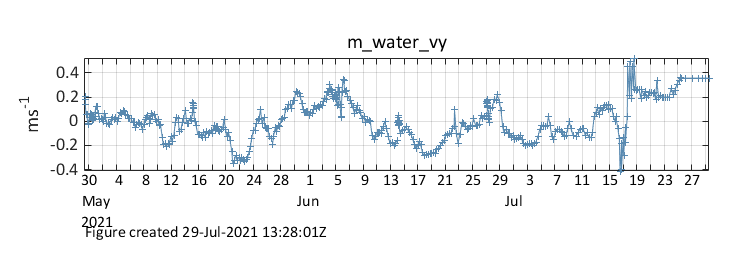 m_water_vy
0.4
0.2
0
-0.2
-0.4
ms-1
30 4 8 12 16 20 24 28 1 5 9 13 17 21 25 29 3 7 11 15 19 23 27
May Jun Jul
2021
Figure created 29-Jul-2021 13:28:01Z